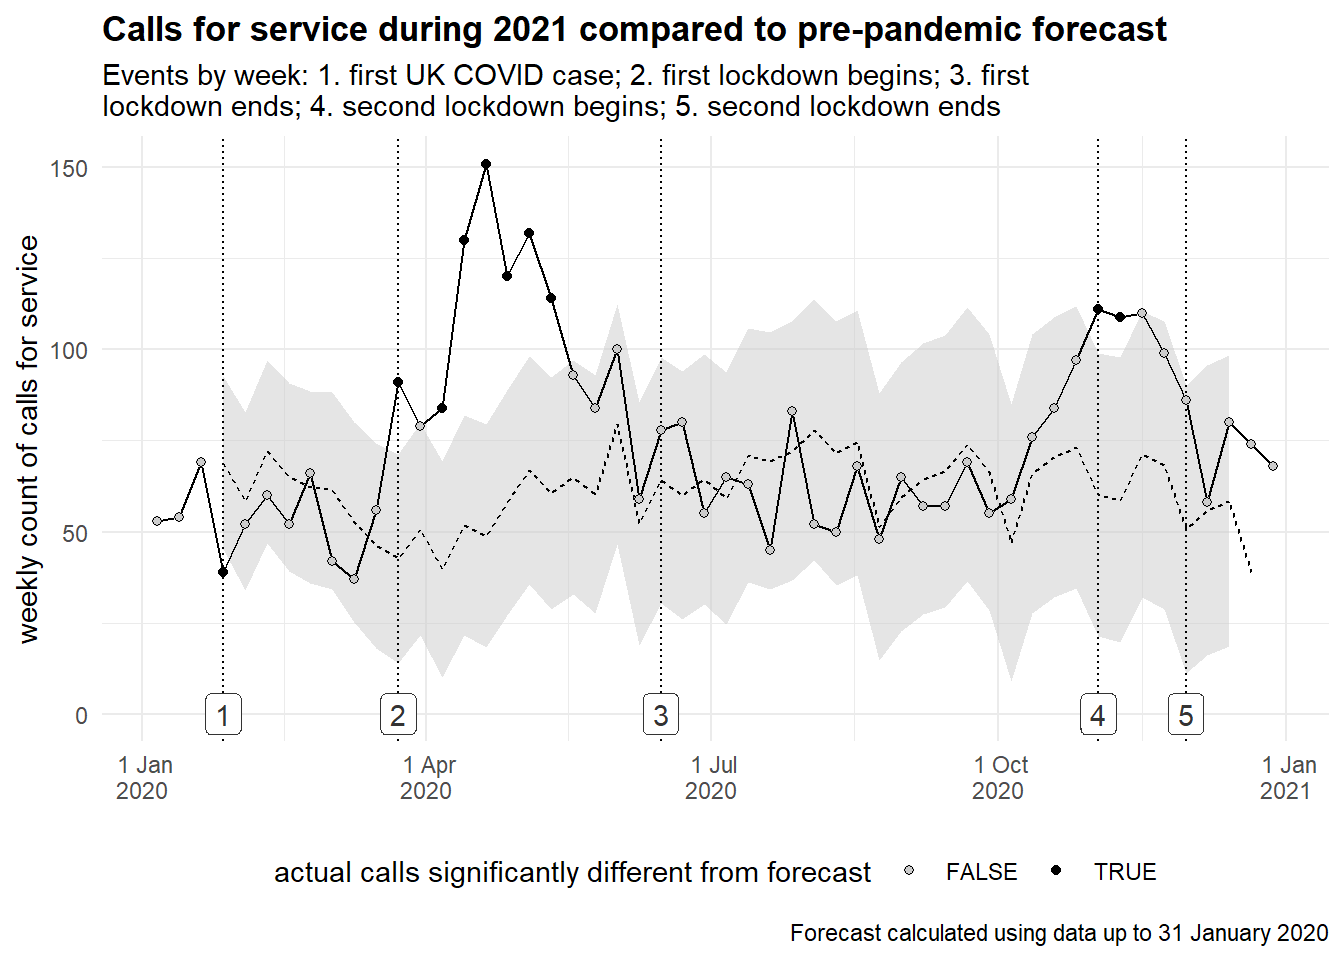 Calls for service during 2021 compared to pre-pandemic forecast
Events by week: 1. first UK COVID case; 2. first lockdown begins; 3. first
lockdown ends; 4. second lockdown begins; 5. second lockdown ends
weekly count of calls for service
150
100
50
0
1 2 3 4 5
1 Jan 1 Apr 1 Jul 1 Oct 1 Jan
2020 2020 2020 2020 2021
actual calls significantly different from forecast FALSE TRUE
Forecast calculated using data up to 31 January 2020